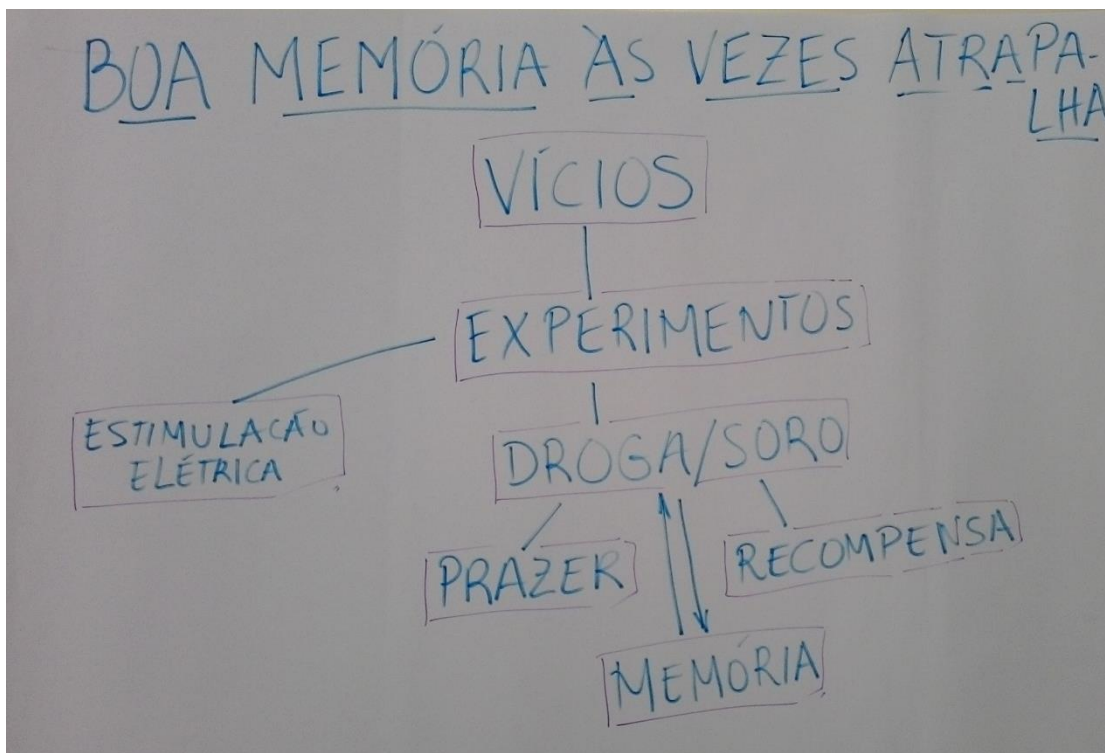 BOA MEMÓRIA ÀS VEZES ATRAPA-
LHA
VÍCIOS
EXPERIMENTOS
ESTIMULACÃO
ELÉTRICA
DROGA/SORO
PRAZER
RECOMPENSA
MEMÓRIA